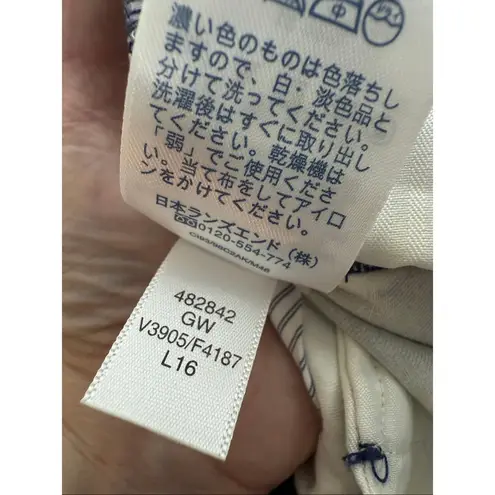 濃い色のものは色落ちし
ますので、白・淡色品と
分けて洗ってください。
洗濯後はすぐに取り出し
てください。乾燥機は
「弱」でご使用くださ
い。当て布をしてアイロ
ンをかけてください。
日本ランズエンド(株)
0120-554-774
482842
GW
V3905/F4187
L16